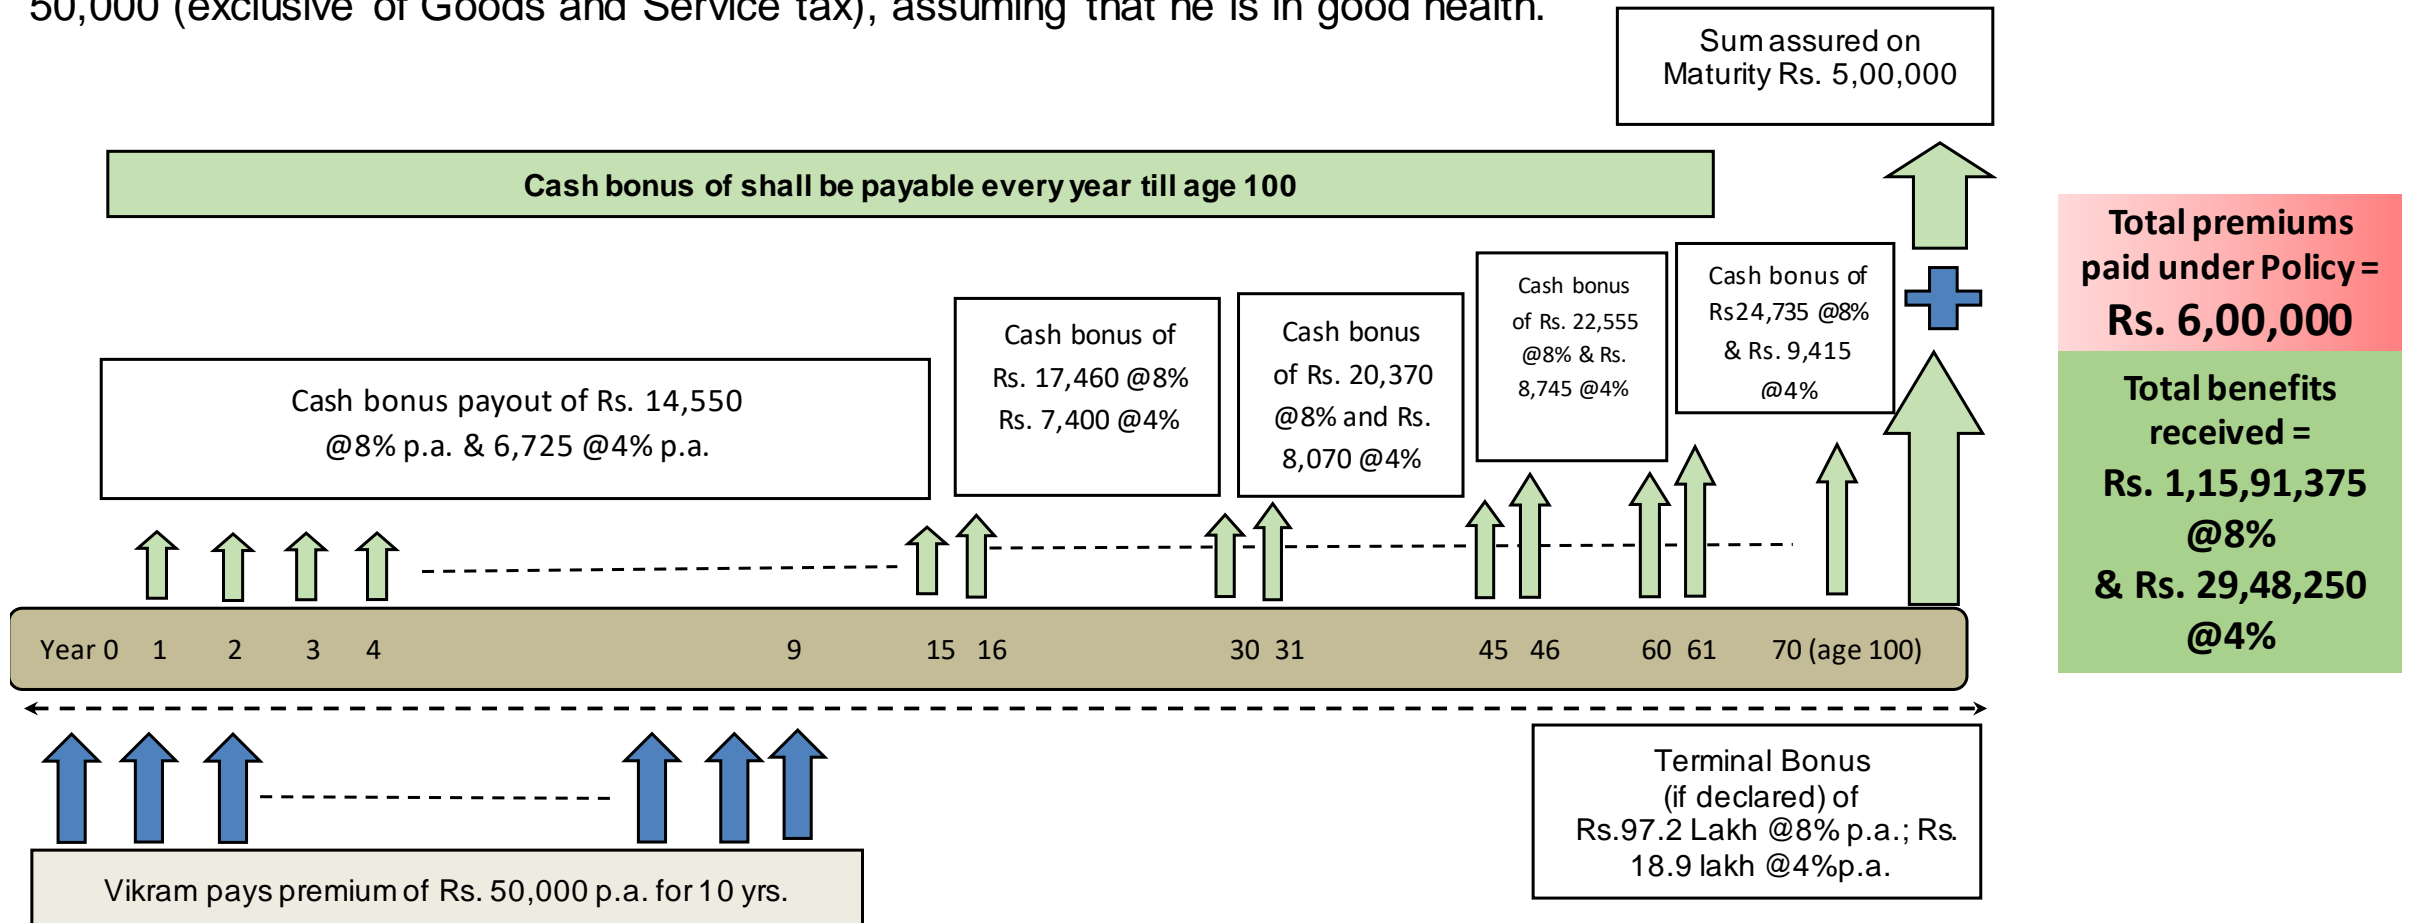 50,000 (exclusive of Goods and Service tax), assuming that he is in good health.
Sum assured on
Maturity Rs. 5,00,000
Cash bonus of shall be payable every year till age 100
Total premiums
paid under Policy =
Rs. 6,00,000
Total benefits
received =
Rs. 1,15,91,375
@8%
& Rs. 29,48,250
@4%
Cash bonus payout of Rs. 14,550
@8% p.a. & 6,725 @4% p.a.
Cash bonus of
Rs. 17,460 @8%
Rs. 7,400 @4%
Cash bonus
of Rs. 20,370
@8% and Rs.
8,070 @4%
Cash bonus
of Rs. 22,555
@8% & Rs.
8,745 @4%
Cash bonus of
Rs24,735 @8%
& Rs. 9,415
@4%
Year 0 1 2 3 4 9 15 16 30 31 45 46 60 61 70 (age 100)
Vikram pays premium of Rs. 50,000 p.a. for 10 yrs.
Terminal Bonus
(if declared) of
Rs.97.2 Lakh @8% p.a.; Rs.
18.9 lakh @4%p.a.